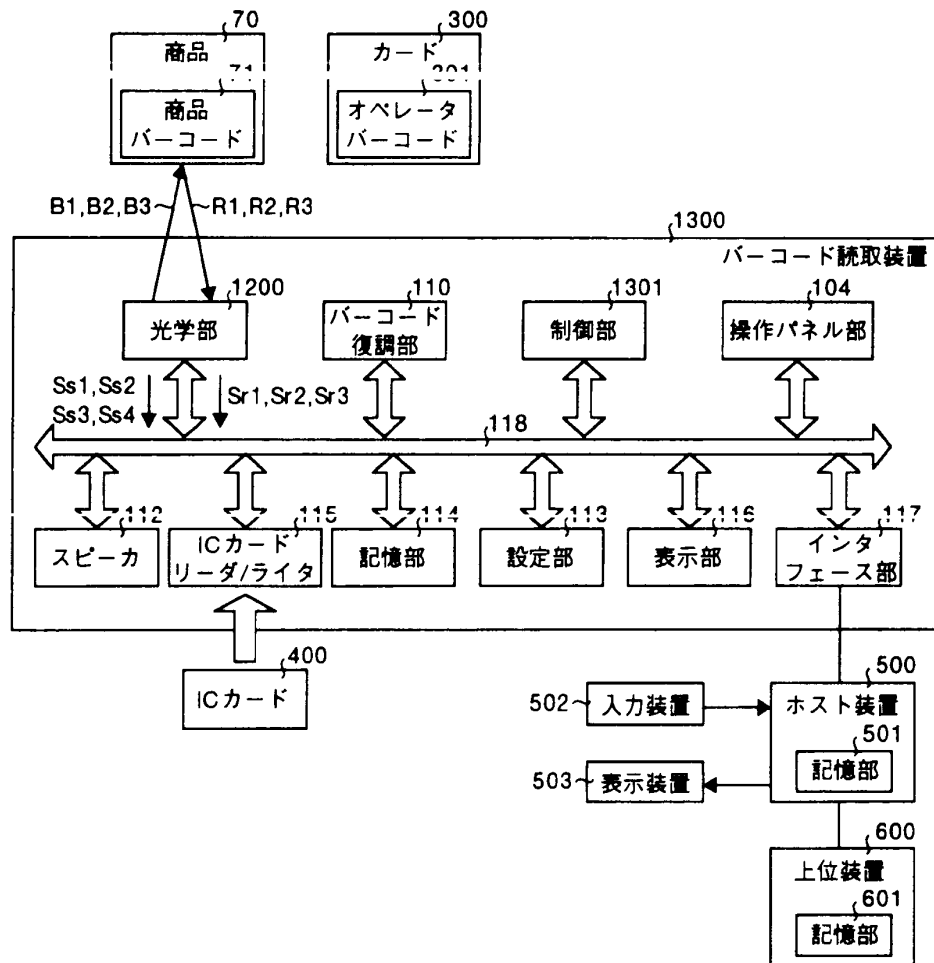 70
商品
71
商品
バーコード
300
カード
301
オペレータ
バーコード
B1,B2,B3
R1,R2,R3
1300
バーコード読取装置
1200
光学部
110
バーコード
復調部
1301
制御部
104
操作パネル部
Ss1,Ss2
Ss3,Ss4
Sr1,Sr2,Sr3
118
112
スピーカ
115
ICカード
リーダ/ライタ
114
記憶部
113
設定部
116
表示部
117
インタ
フェース部
400
ICカード
502
入力装置
500
ホスト装置
501
記憶部
503
表示装置
600
上位装置
601
記憶部